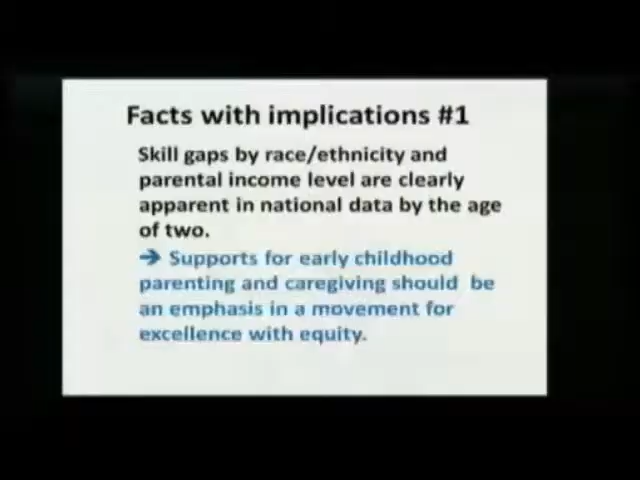 Facts with implications #1
Skill gaps by race/ethnicity and
parental income level are clearly
apparent in national data by the age
of two.
➔ Supports for early childhood
parenting and caregiving should be
an emphasis in a movement for
excellence with equity.